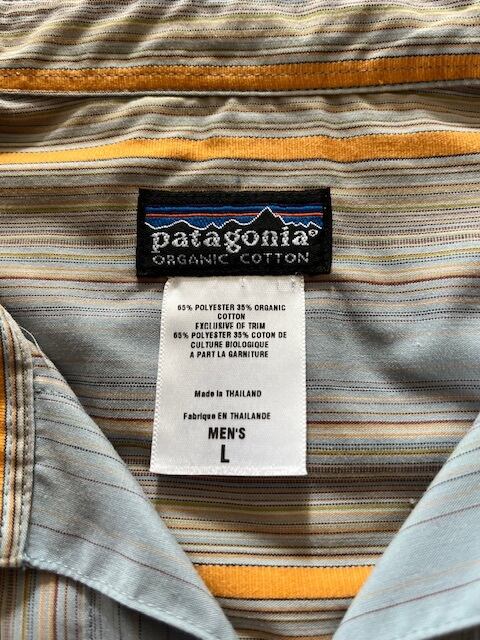 patagonia®
ORGANIC COTTON
65% POLYESTER 35% ORGANIC
COTTON
EXCLUSIVE OF TRIM
65% POLYESTER 35% COTON DE
CULTURE BIOLOGIQUE
A PART LA GARNITURE
Made in THAILAND
Fabrique EN THAILANDE
MEN'S
L